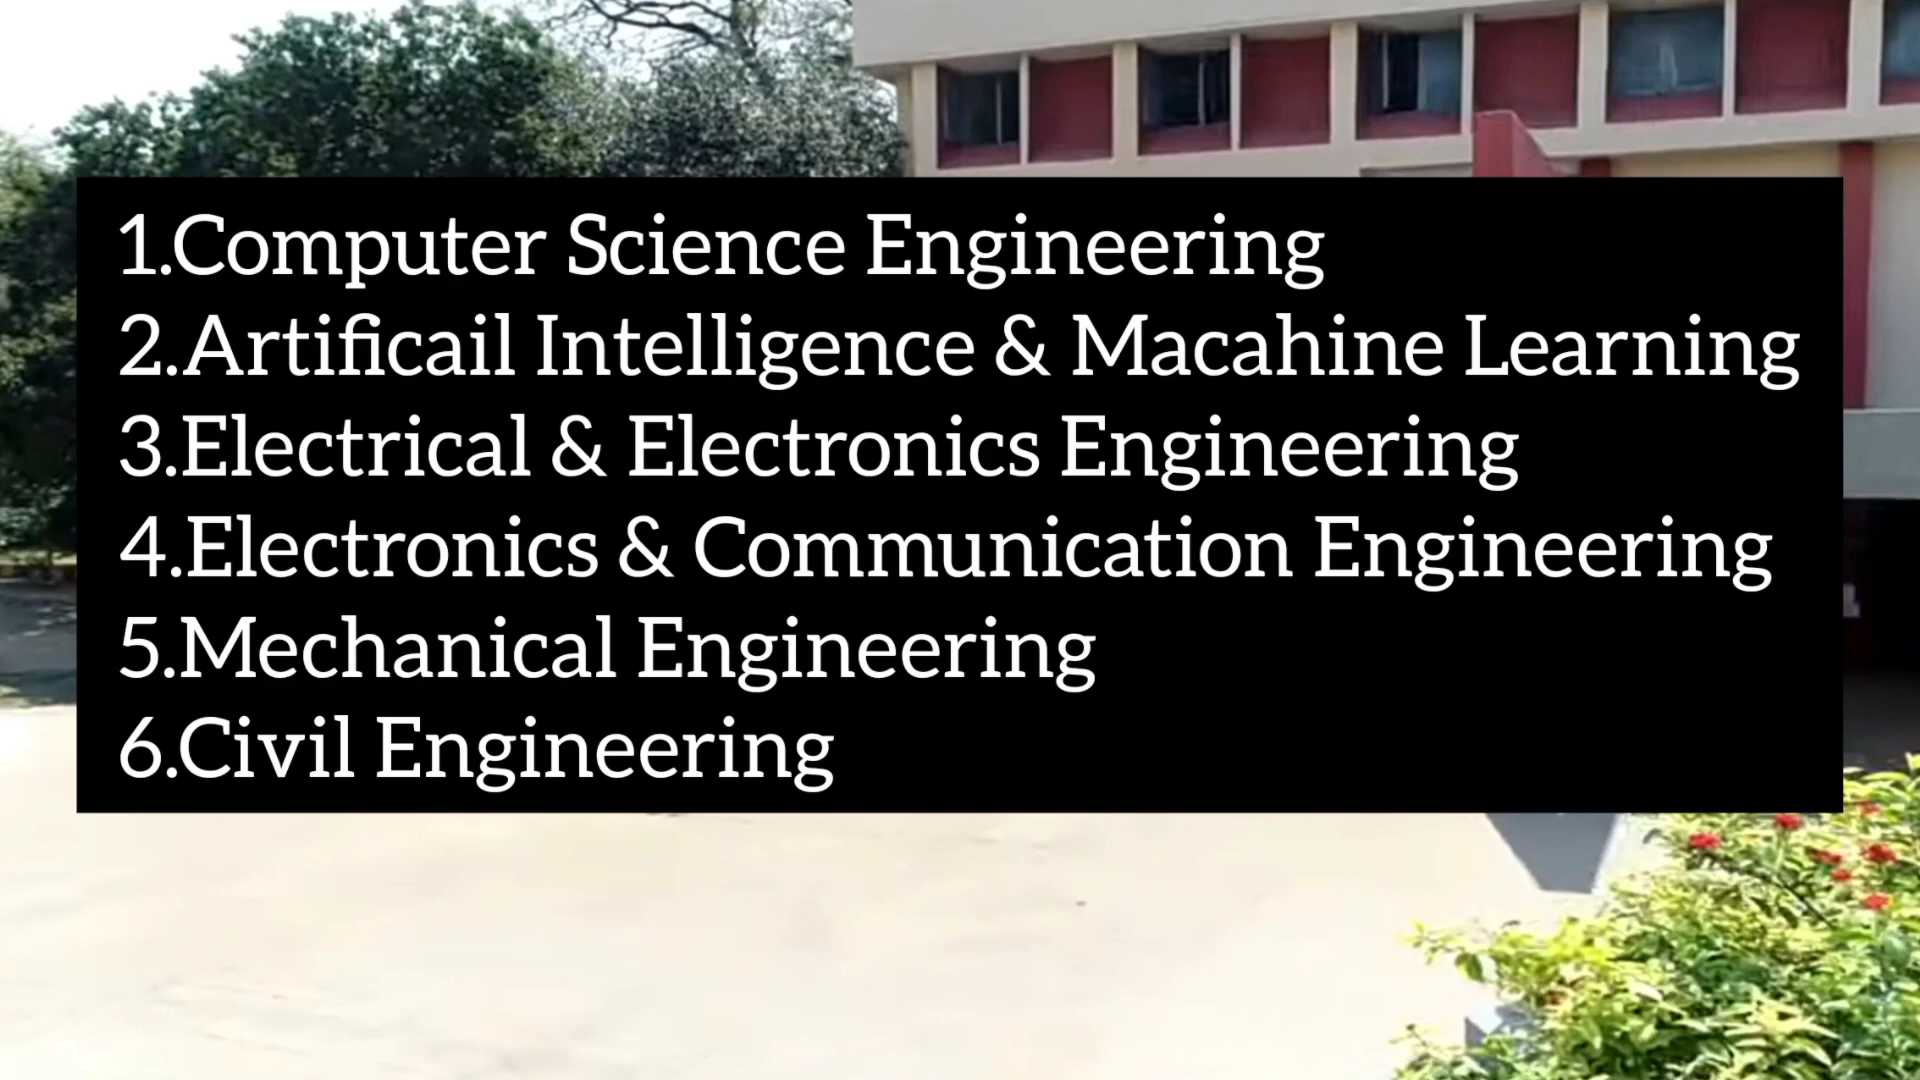 1.Computer Science Engineering
2.Artificail Intelligence & Macahine Learning
3.Electrical & Electronics Engineering
4.Electronics & Communication Engineering
5.Mechanical Engineering
6.Civil Engineering